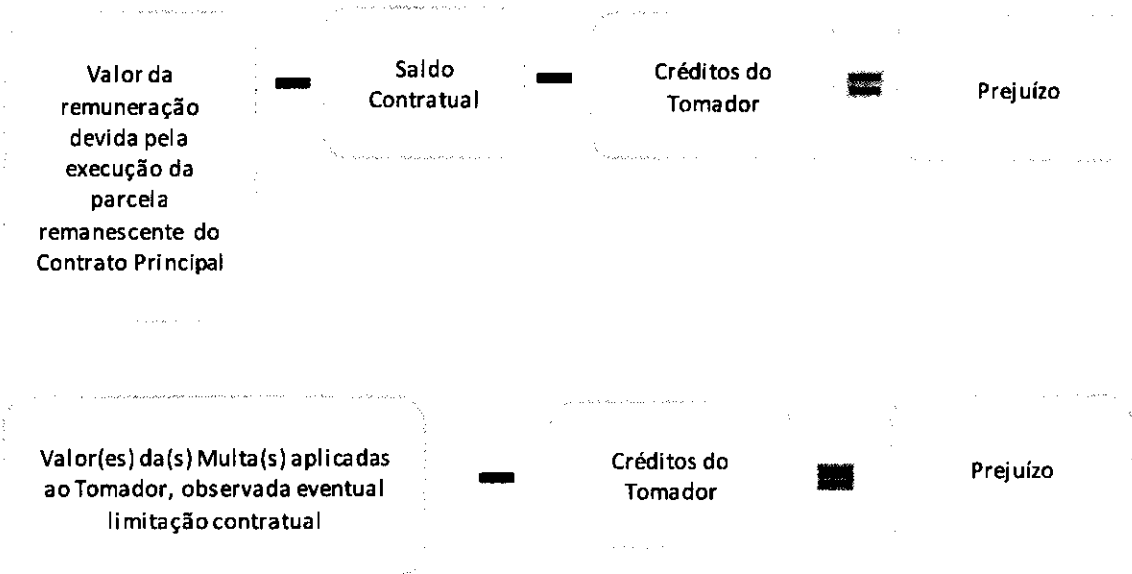 Valor da
remuneração
devida pela
execução da
parcela
remanescente do
Contrato Principal
Saldo
Contratual
Créditos do
Tomador
Prejuízo
Valor(es) da(s) Multa(s) aplicadas
ao Tomador, observada eventual
limitação contratual
Créditos do
Tomador
Prejuízo